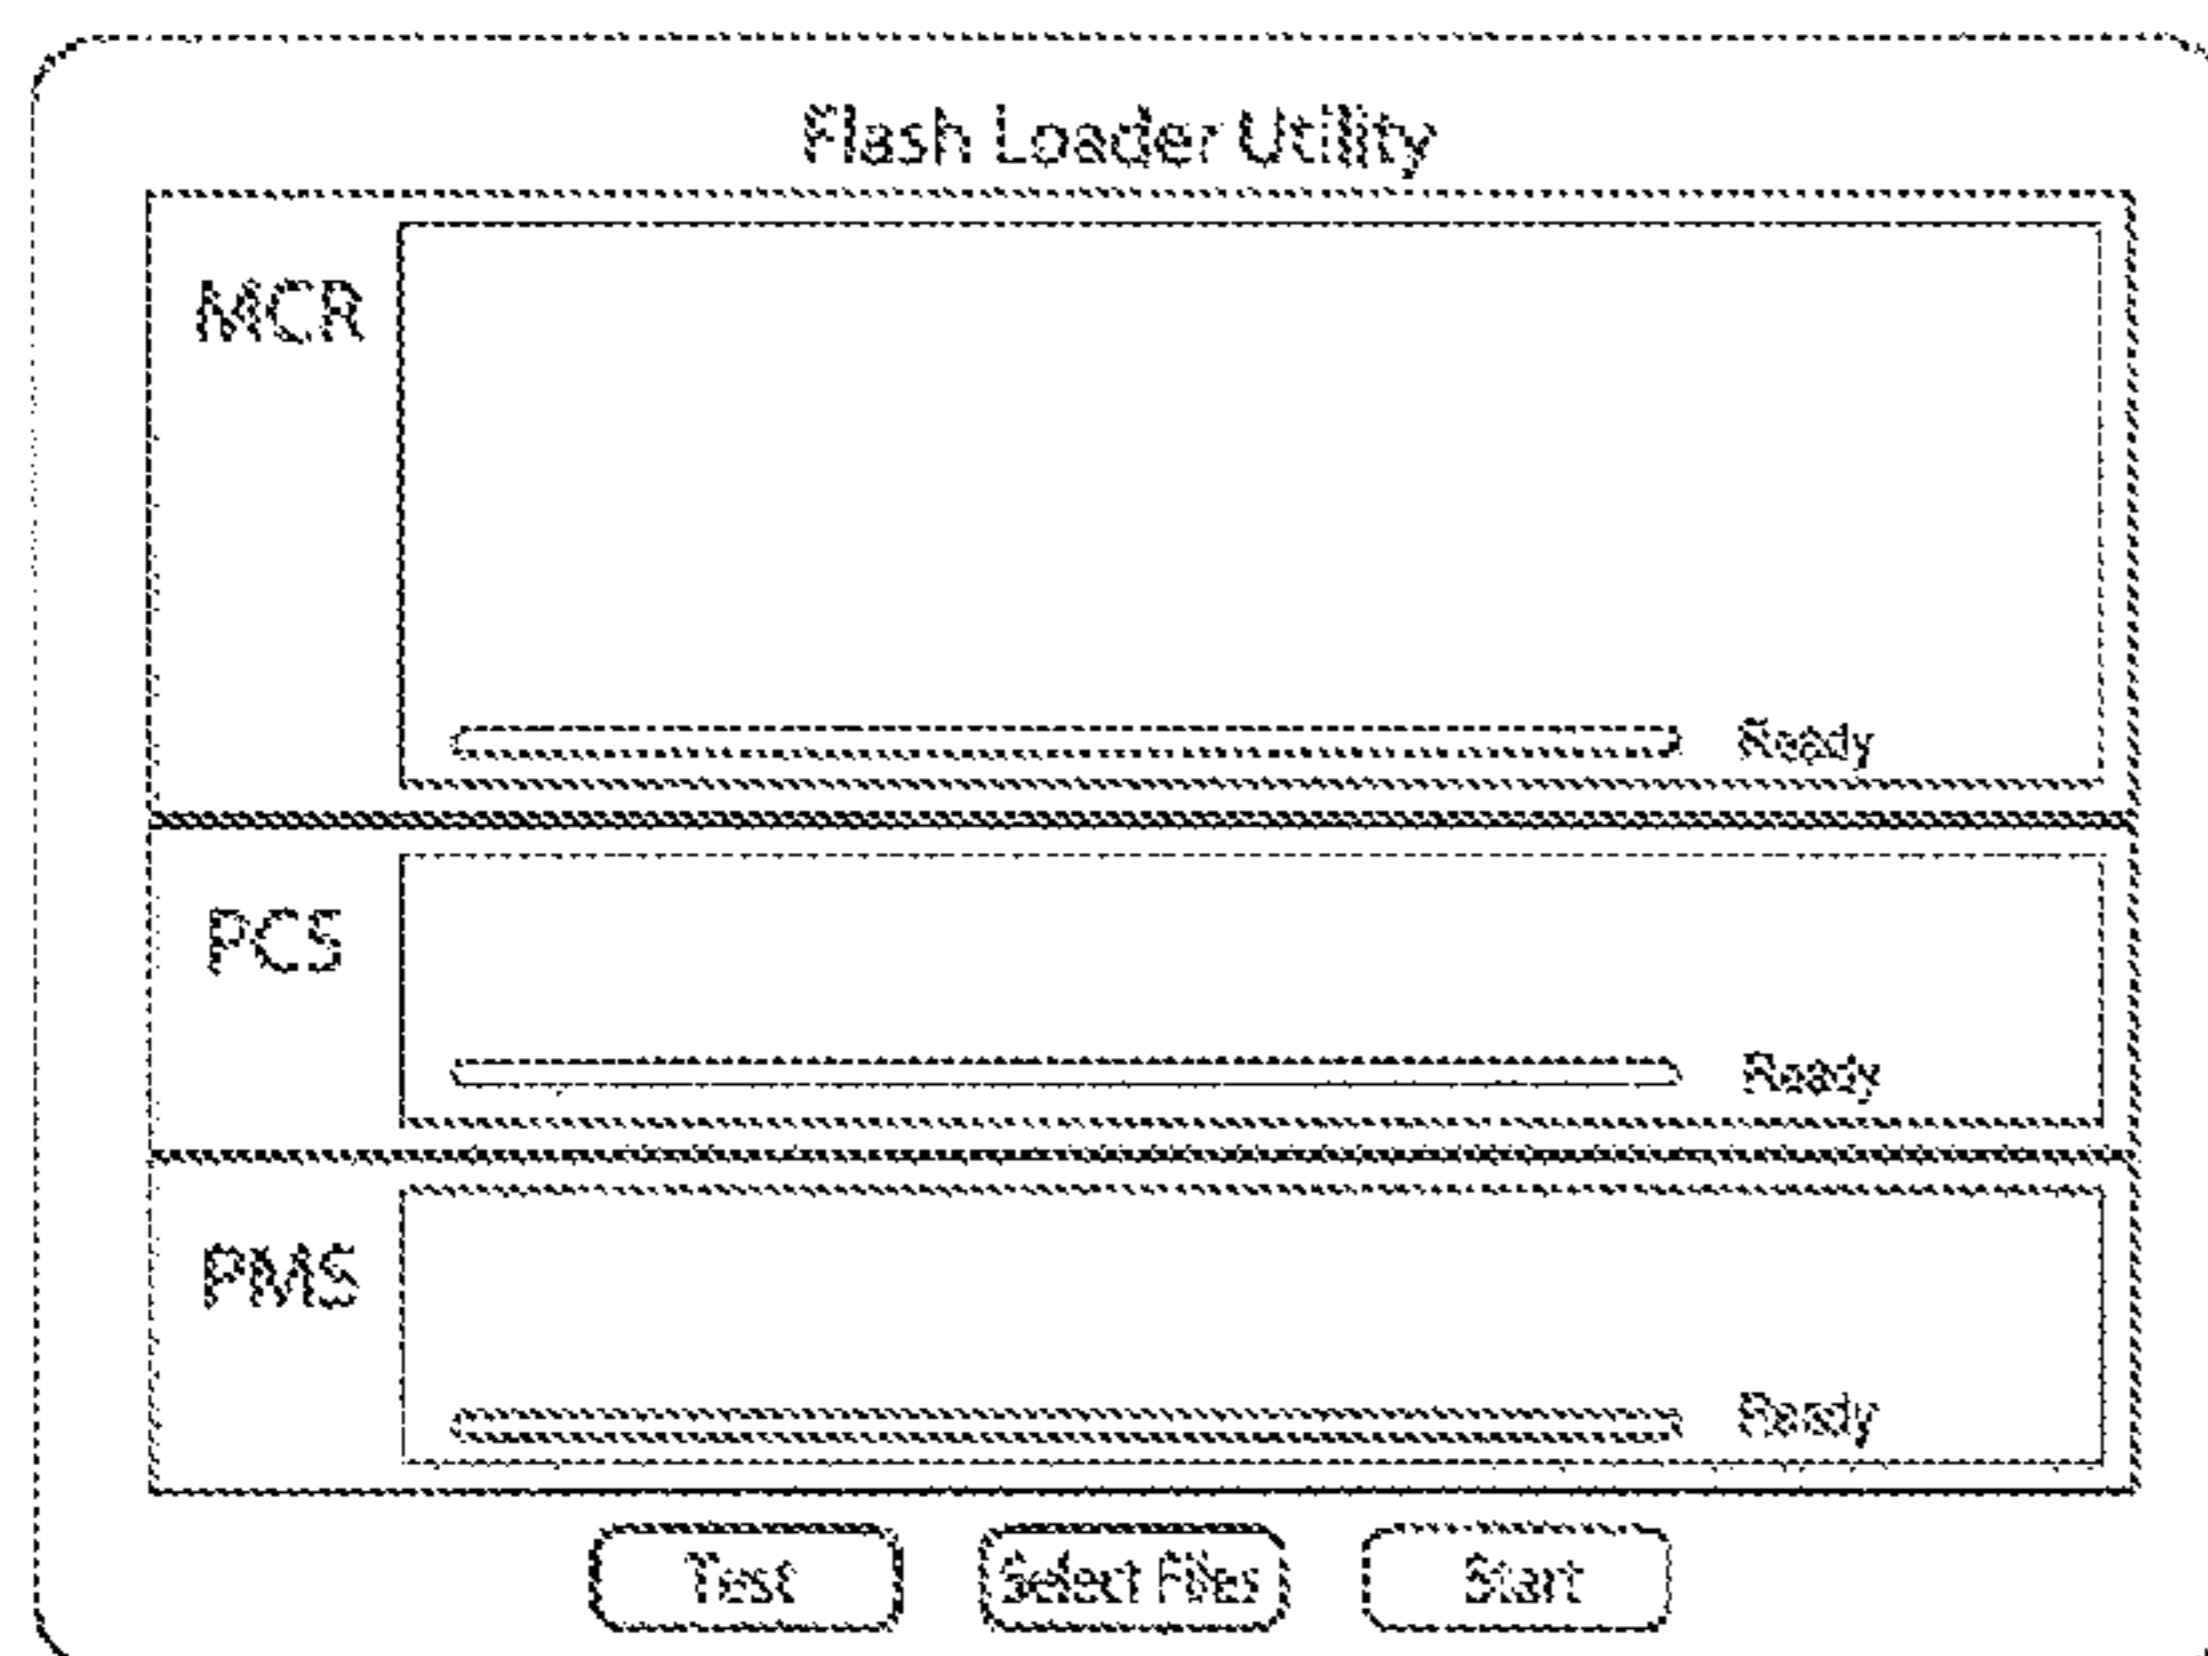 Flash Loader Utility
MCR
Ready
PCS
Ready
PMS
Ready
Test
Select Files
Start